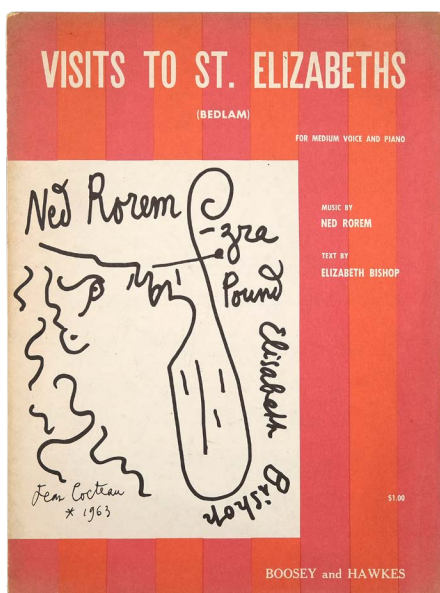 VISITS TO ST. ELIZABETHS
(BEDLAM)
FOR MEDIUM VOICE AND PIANO
MUSIC BY
NED ROREM
TEXT BY
ELIZABETH BISHOP
Ned Rorem
Ezra
Pound
Elisabeth
Bishop
Jean Cocteau
* 1963
$1.00
BOOSEY and HAWKES